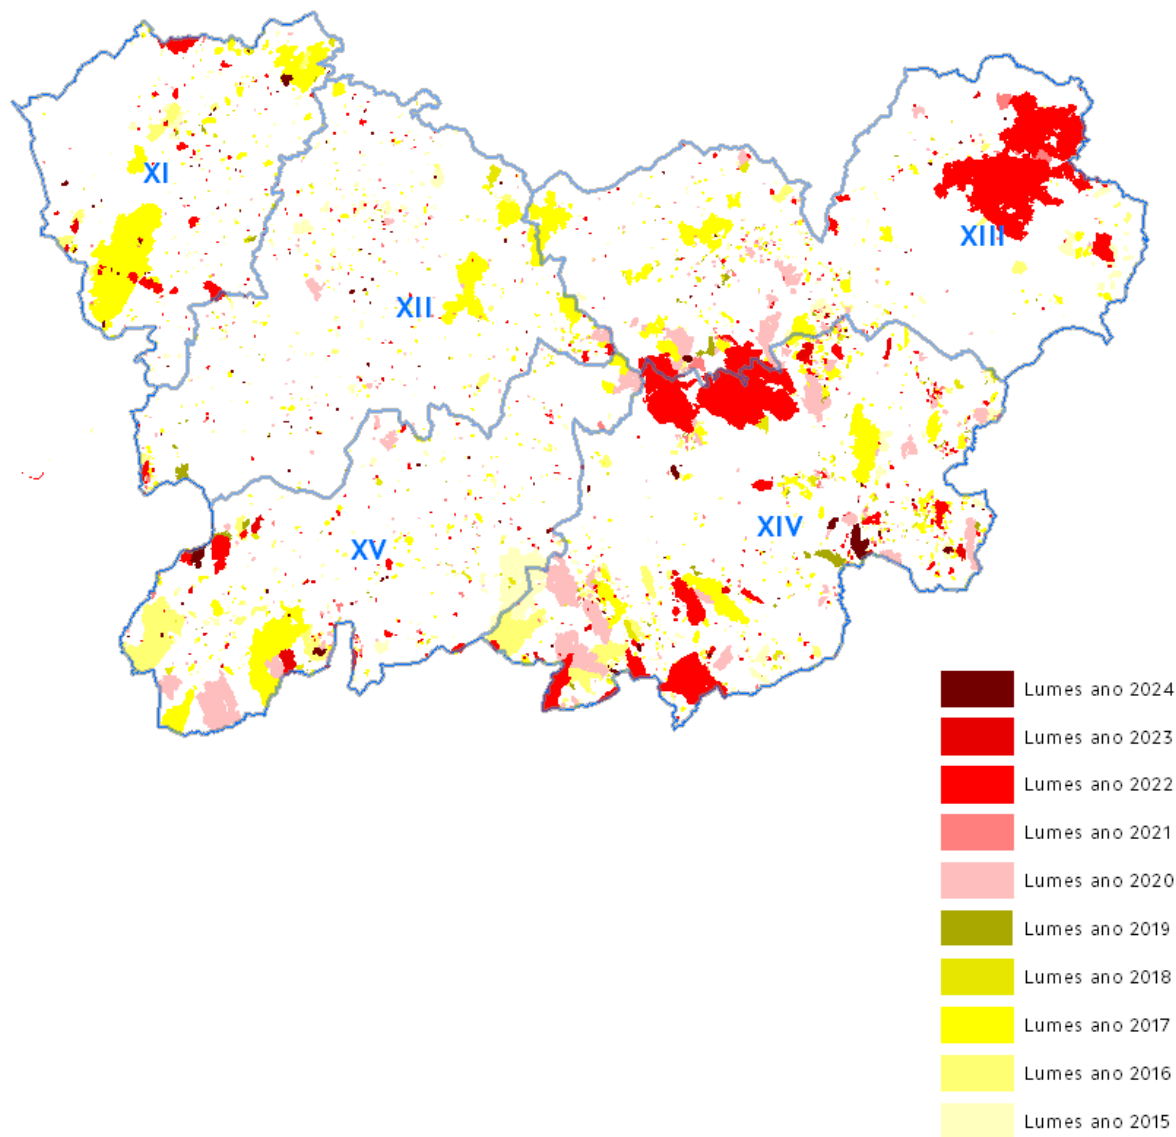 XI
XIII
XII
XIV
XV
Lumes ano 2024
Lumes ano 2023
Lumes ano 2022
Lumes ano 2021
Lumes ano 2020
Lumes ano 2019
Lumes ano 2018
Lumes ano 2017
Lumes ano 2016
Lumes ano 2015